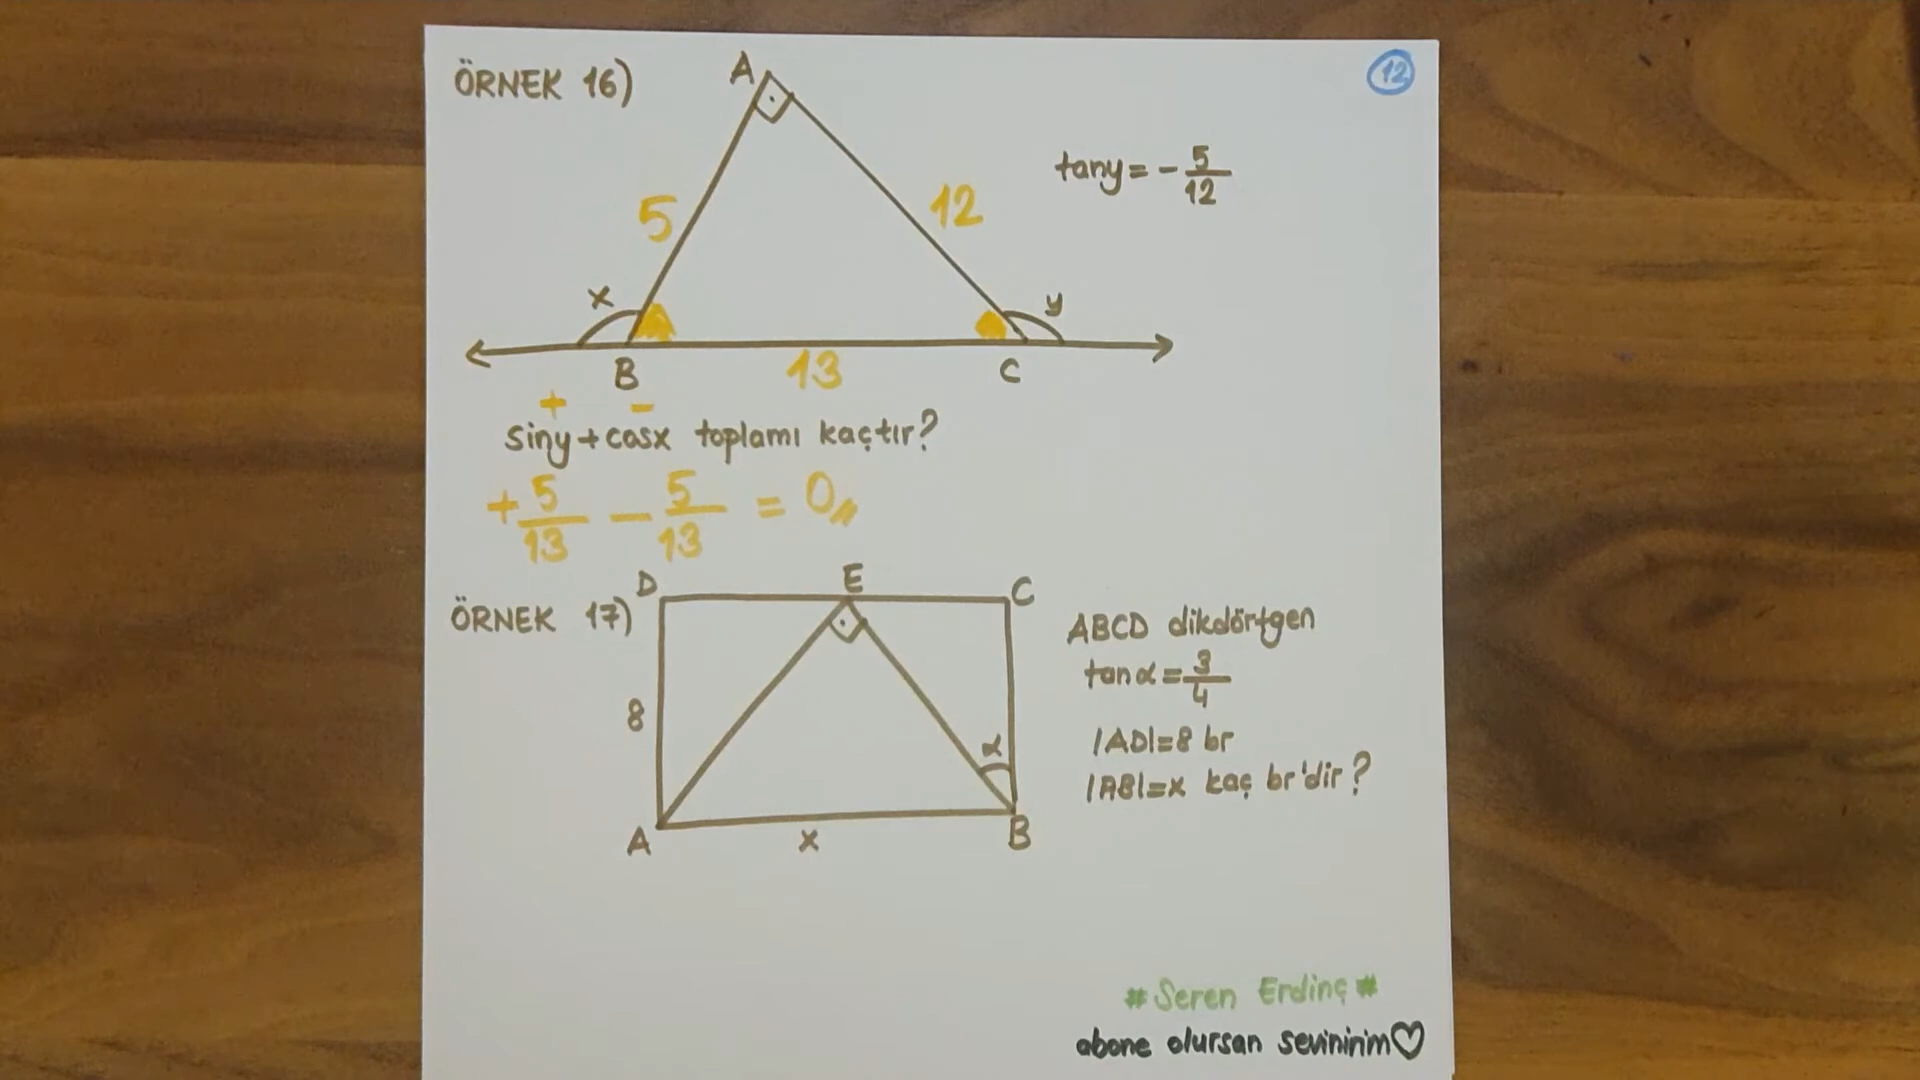 ÖRNEK 16)
12
A
tany = - 5/12
5
12
x
y
B
13
C
+ -
siny + cosx toplamı kaçtır?
+ 5/13 - 5/13 = 0,,
ÖRNEK 17)
D
E
C
ABCD dikdörtgen
tanα = 3/4
8
|AD|=8 br
α
|AB|=x kaç br'dir?
A
x
B
# Seren Erdinç #
abone olursan sevinirim♡